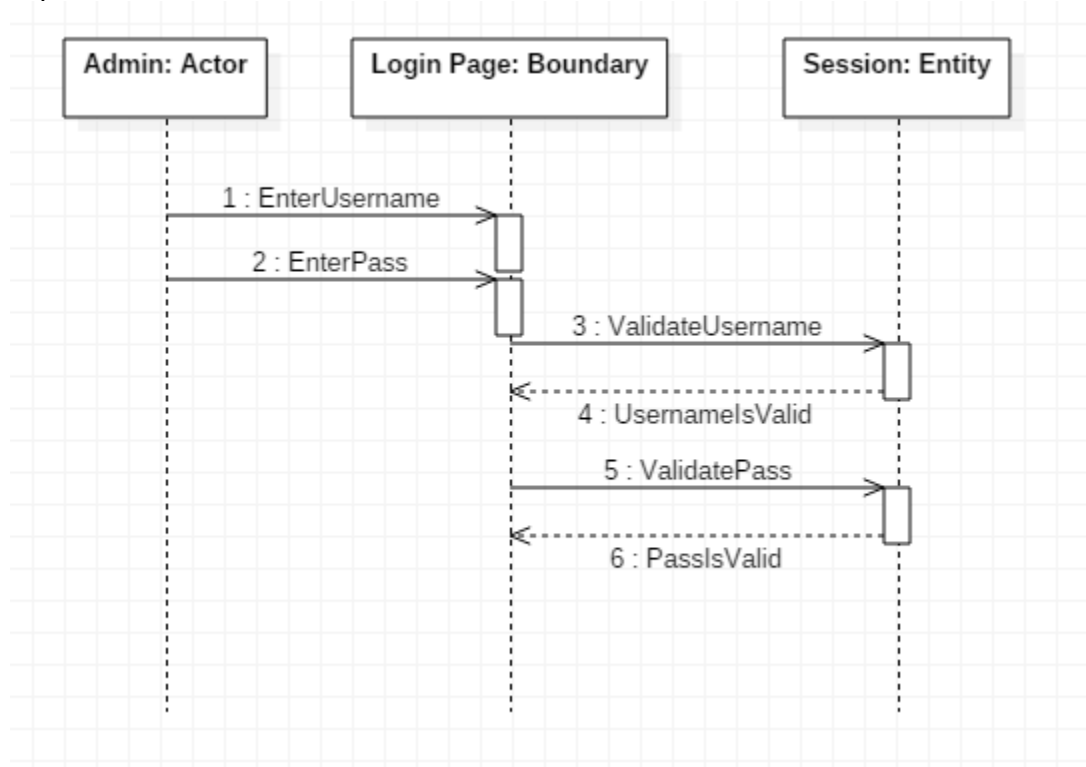 Admin: Actor
Login Page: Boundary
Session: Entity
1 : EnterUsername
2 : EnterPass
3 : ValidateUsername
4 : UsernameIsValid
5 : ValidatePass
6 : PassIsValid